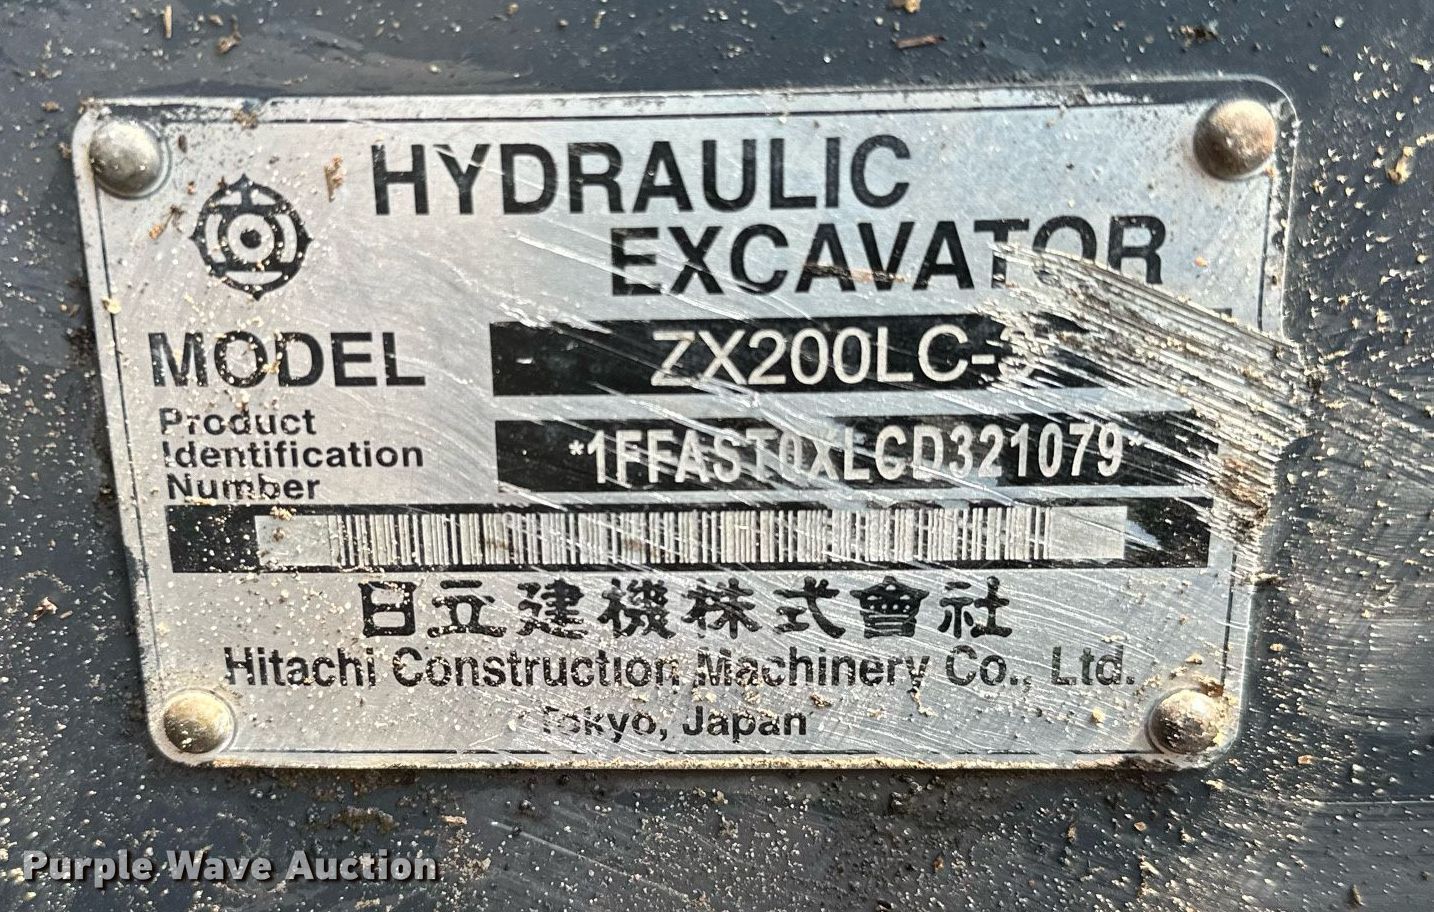 HYDRAULIC
EXCAVATOR
MODEL ZX200LC-3
Product
Identification
Number
*1FFAST0XLCD321079*
日立建機株式會社
Hitachi Construction Machinery Co., Ltd.
Tokyo, Japan
Purple Wave Auction